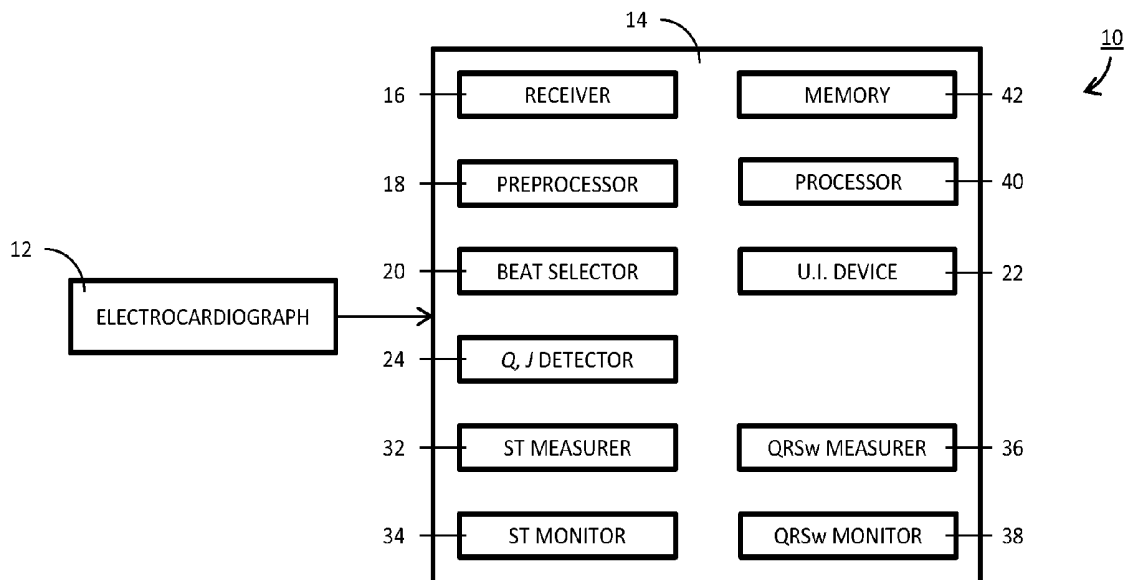 14
10
16 RECEIVER MEMORY 42
18 PREPROCESSOR PROCESSOR 40
12
20 BEAT SELECTOR U.I. DEVICE 22
ELECTROCARDIOGRAPH
24 Q, J DETECTOR
32 ST MEASURER QRSw MEASURER 36
34 ST MONITOR QRSw MONITOR 38